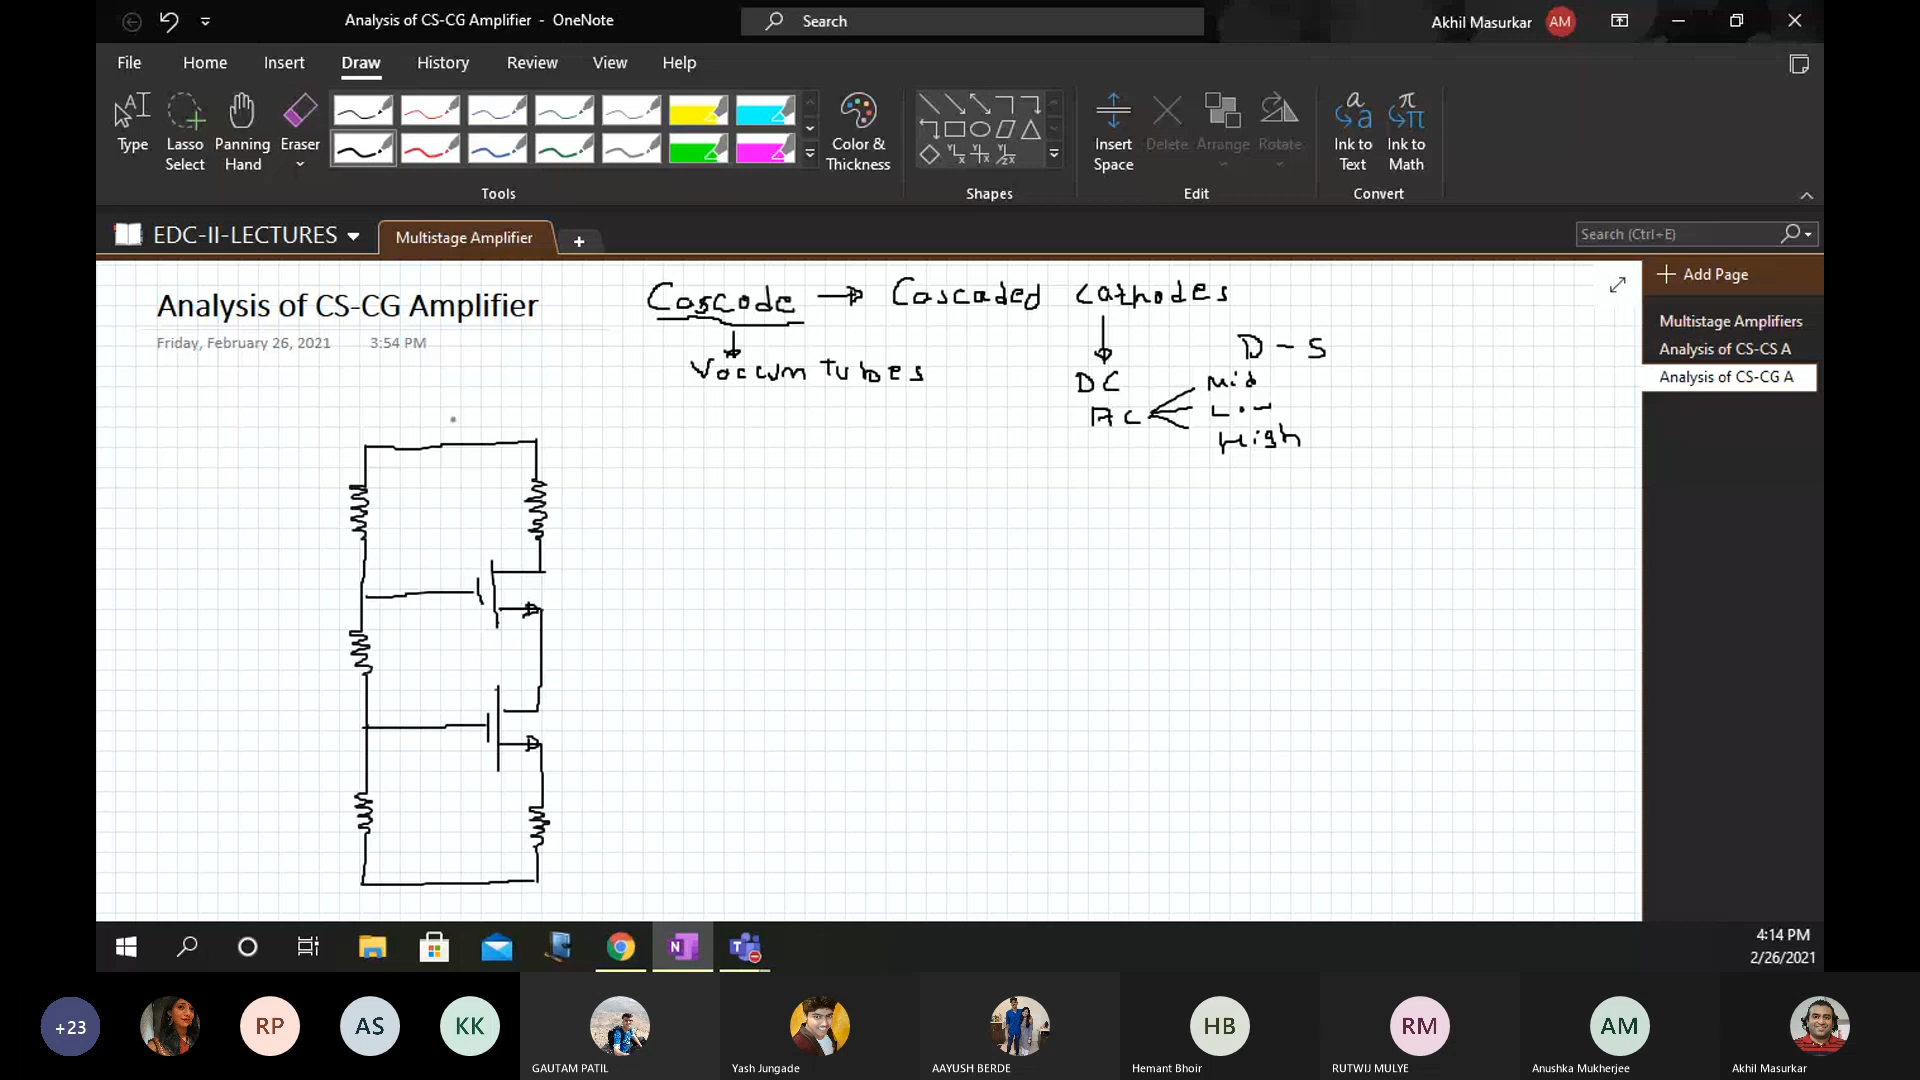 Analysis of CS-CG Amplifier - OneNote
Search
Akhil Masurkar
AM
File Home Insert Draw History Review View Help
Type
Lasso Select
Panning Hand
Eraser
Color & Thickness
Insert Space
Delete
Arrange
Rotate
Ink to Text
Ink to Math
Tools
Shapes
Edit
Convert
EDC-II-LECTURES
Multistage Amplifier
Search (Ctrl+E)
Add Page
Multistage Amplifiers
Analysis of CS-CS A
Analysis of CS-CG A
Analysis of CS-CG Amplifier
Friday, February 26, 2021 3:54 PM
Cascode → Cascaded Cathodes
Vaccum Tubes
D - S
DC
AC
Mid
Low
High
4:14 PM
2/26/2021
+23
RP
AS
KK
HB
RM
AM
GAUTAM PATIL
Yash Jungade
AAYUSH BERDE
Hemant Bhoir
RUTWIJ MULYE
Anushka Mukherjee
Akhil Masurkar